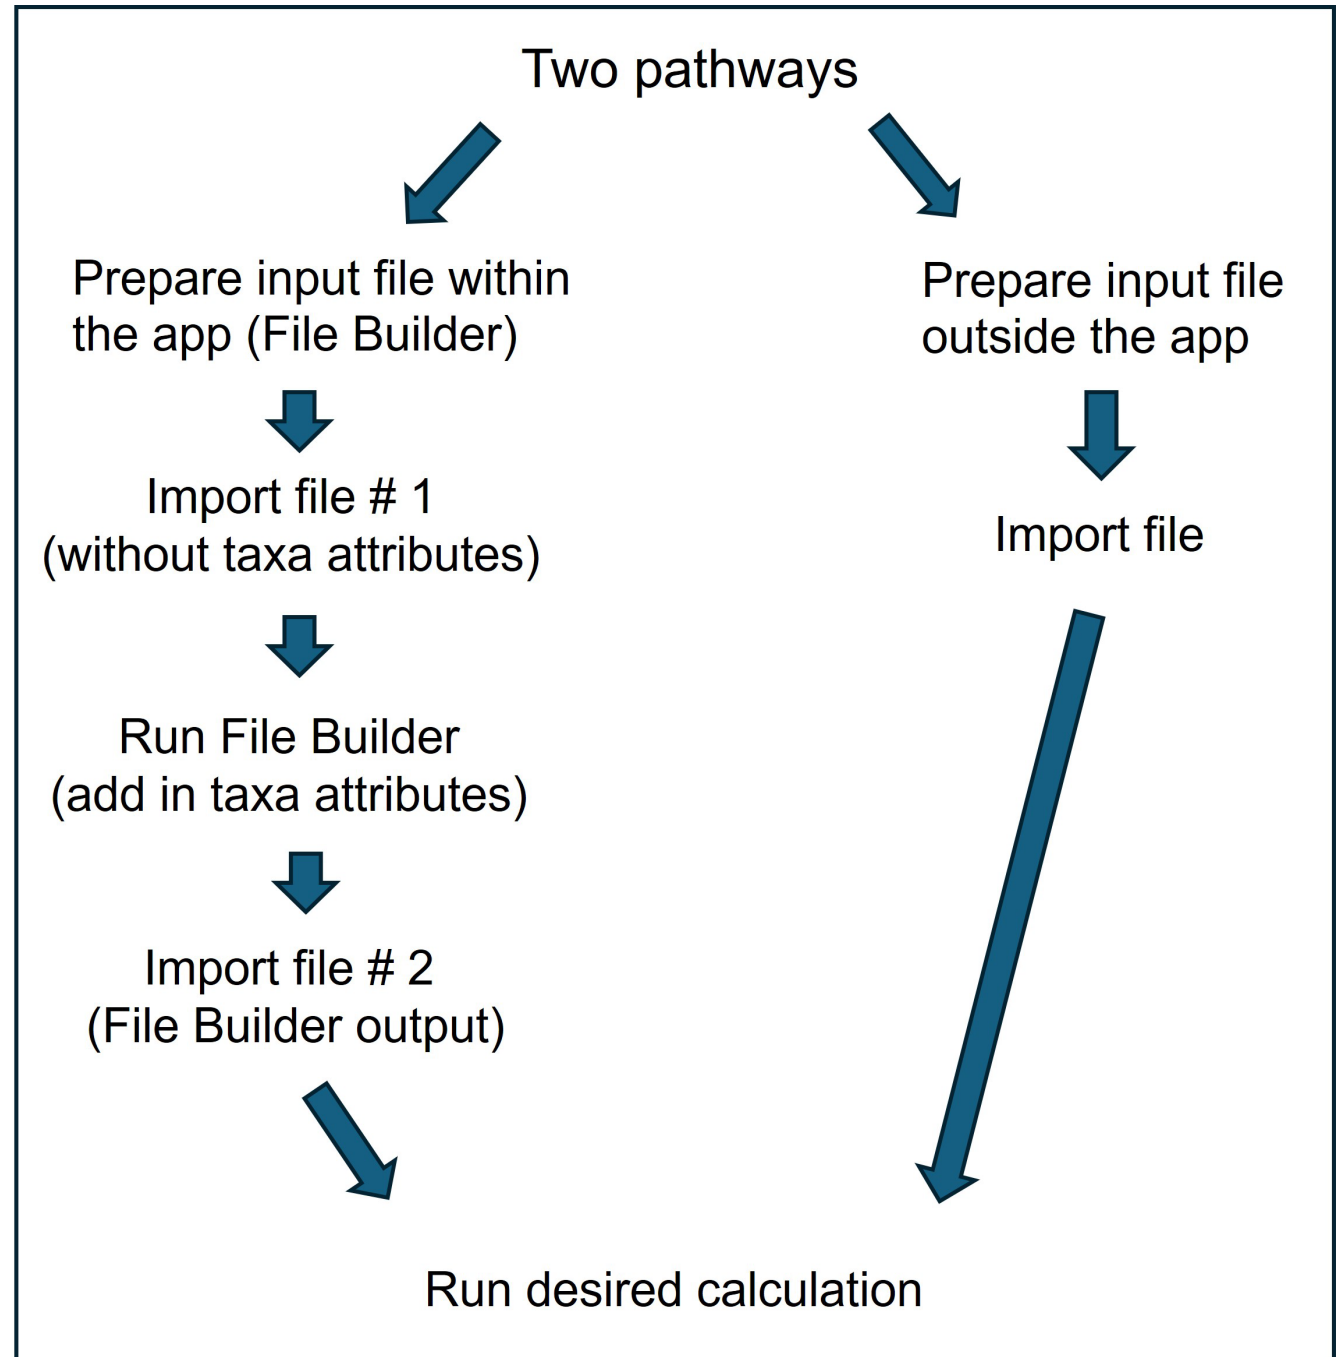 Two pathways
Prepare input file within
the app (File Builder)
Import file # 1
(without taxa attributes)
Run File Builder
(add in taxa attributes)
Import file # 2
(File Builder output)
Prepare input file
outside the app
Import file
Run desired calculation